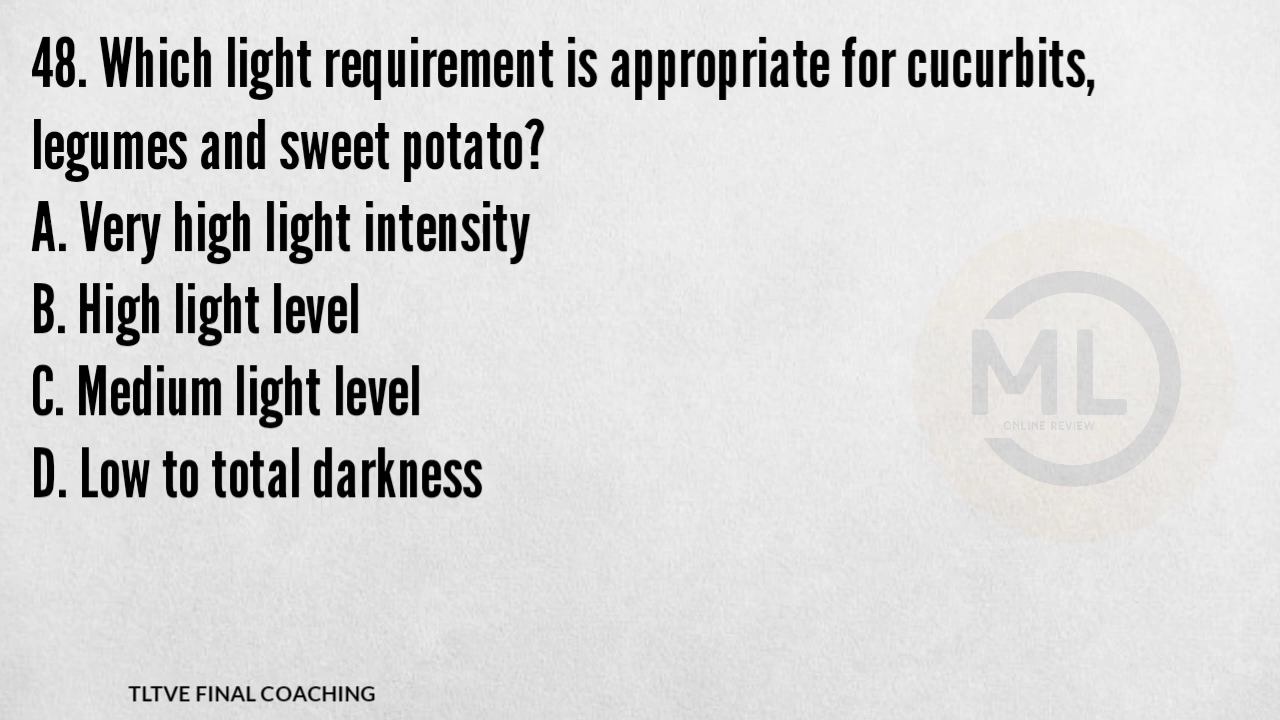 48. Which light requirement is appropriate for cucurbits,
legumes and sweet potato?
A. Very high light intensity
B. High light level
C. Medium light level
D. Low to total darkness
ML
ONLINE REVIEW
TLTVE FINAL COACHING